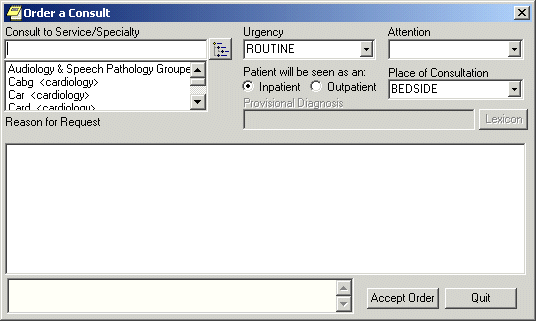 Order a Consult
Consult to Service/Specialty
Urgency
Attention
ROUTINE
Audiology & Speech Pathology Groupe
Cabg <cardiology>
Car <cardiology>
Card <cardiology>
Patient will be seen as an:
Inpatient
Outpatient
Place of Consultation
BEDSIDE
Provisional Diagnosis
Lexicon
Reason for Request
Accept Order
Quit